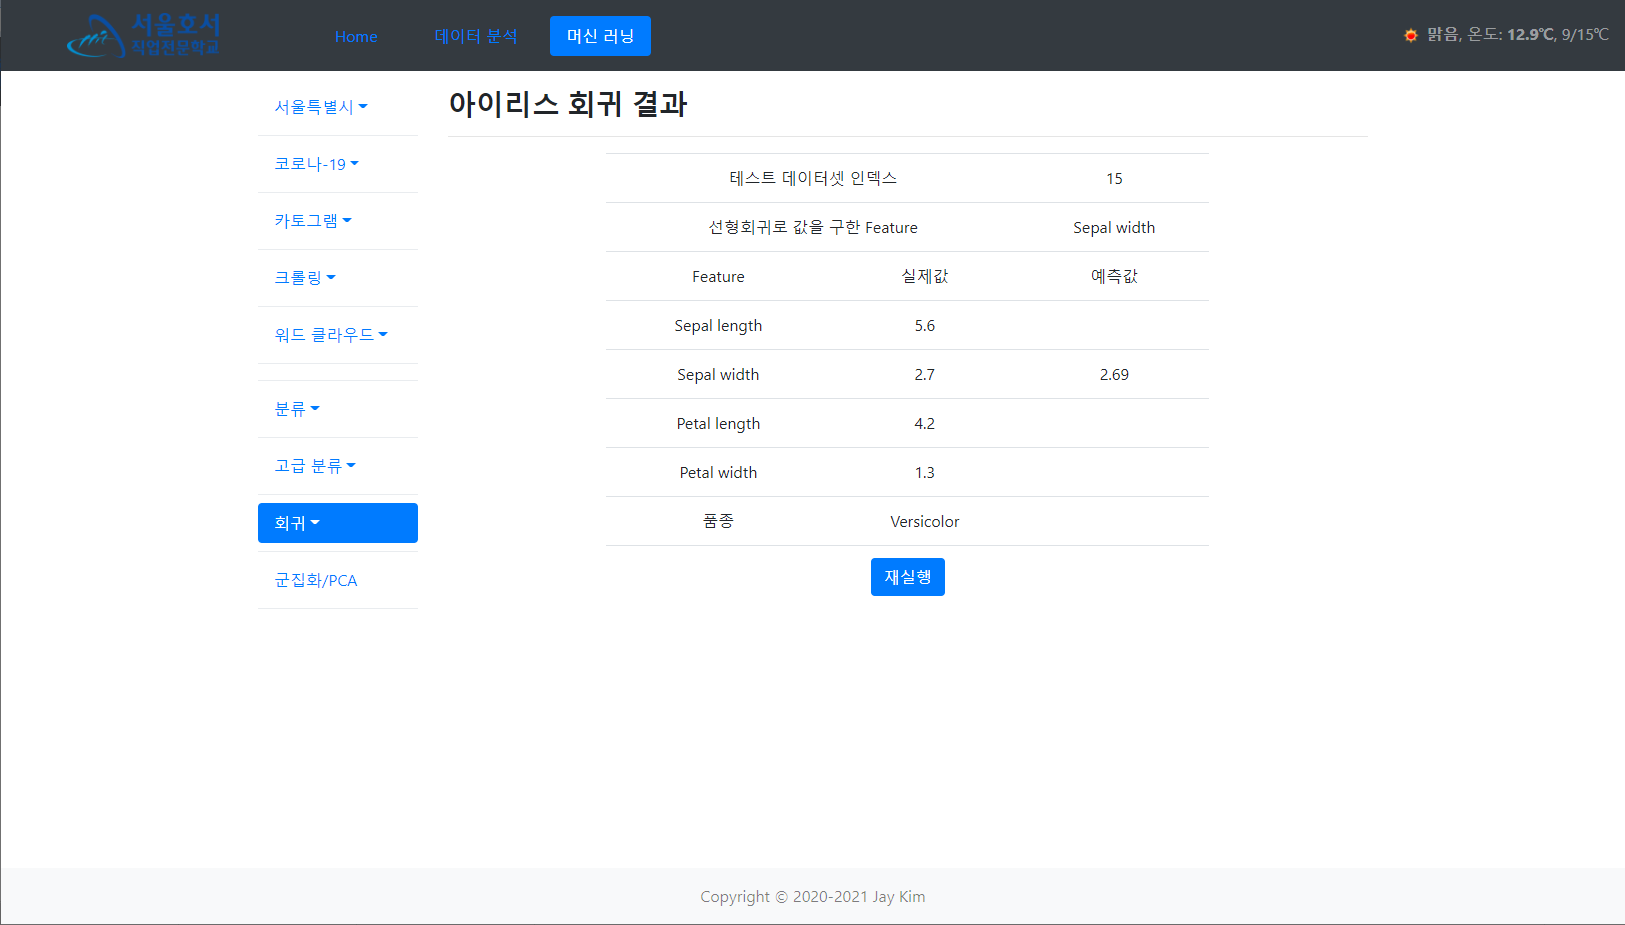 서울호서
직업전문학교
Home 데이터 분석 머신 러닝
맑음, 온도: 12.9℃, 9/15℃
서울특별시
코로나-19
카토그램
크롤링
워드 클라우드
분류
고급 분류
회귀
군집화/PCA
아이리스 회귀 결과
테스트 데이터셋 인덱스 15
선형회귀로 값을 구한 Feature Sepal width
Feature 실제값 예측값
Sepal length 5.6
Sepal width 2.7 2.69
Petal length 4.2
Petal width 1.3
품종 Versicolor
재실행
Copyright © 2020-2021 Jay Kim